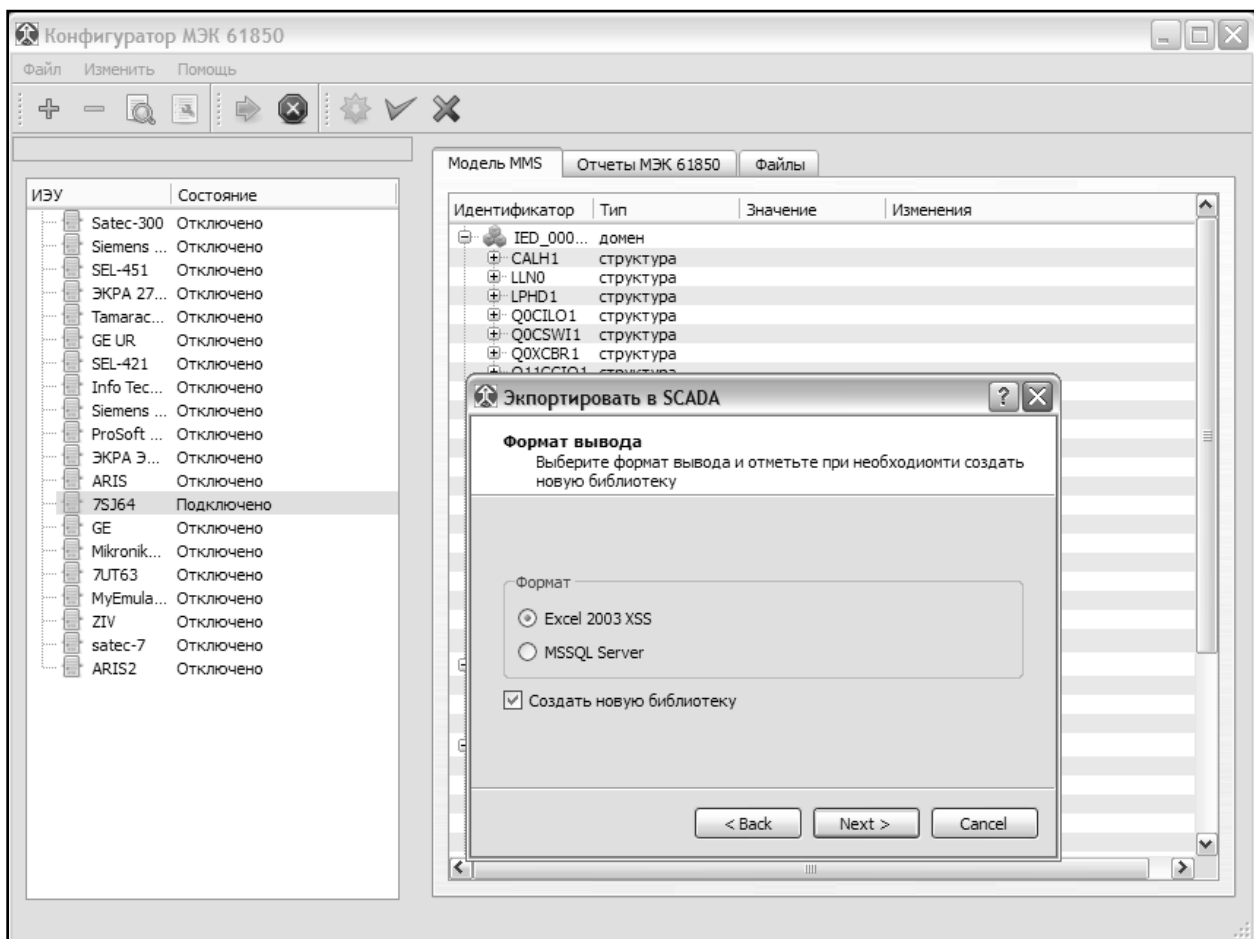 Конфигуратор МЭК 61850
Файл Изменить Помощь
ИЭУ Состояние
Satec-300 Отключено
Siemens ... Отключено
SEL-451 Отключено
ЭКРА 27... Отключено
Tamarac... Отключено
GE UR Отключено
SEL-421 Отключено
Info Tec... Отключено
Siemens ... Отключено
ProSoft ... Отключено
ЭКРА Э... Отключено
ARIS Отключено
7SJ64 Подключено
GE Отключено
Mikronik... Отключено
7UT63 Отключено
MyEmula... Отключено
ZIV Отключено
satec-7 Отключено
ARIS2 Отключено
Модель MMS Отчеты МЭК 61850 Файлы
Идентификатор Тип Значение Изменения
IED_000... домен
CALH1 структура
LLN0 структура
LPHD1 структура
Q0CILO1 структура
Q0CSWI1 структура
Q0XCBR1 структура
Q11CCIO1 структура
Экпортировать в SCADA
Формат вывода
Выберите формат вывода и отметьте при необходиомти создать
новую библиотеку
Формат
Excel 2003 XSS
MSSQL Server
Создать новую библиотеку
< Back Next > Cancel